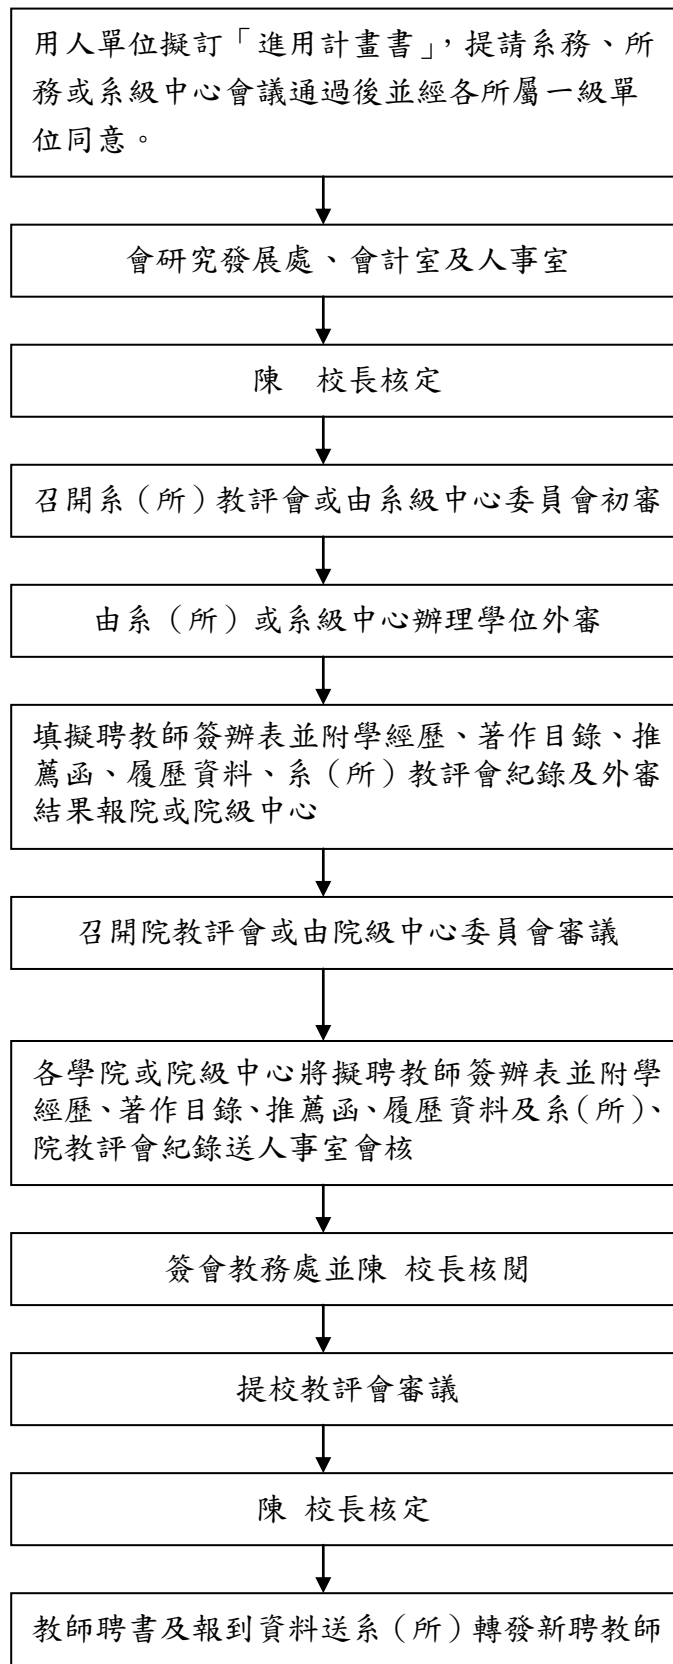 用人單位擬訂「進用計畫書」，提請系務、所
務或系級中心會議通過後並經各所屬一級單
位同意。
會研究發展處、會計室及人事室
陳　校長核定
召開系（所）教評會或由系級中心委員會初審
由系（所）或系級中心辦理學位外審
填擬聘教師簽辦表並附學經歷、著作目錄、推
薦函、履歷資料、系（所）教評會紀錄及外審
結果報院或院級中心
召開院教評會或由院級中心委員會審議
各學院或院級中心將擬聘教師簽辦表並附學
經歷、著作目錄、推薦函、履歷資料及系（所）、
院教評會紀錄送人事室會核
簽會教務處並陳 校長核閱
提校教評會審議
陳 校長核定
教師聘書及報到資料送系（所）轉發新聘教師